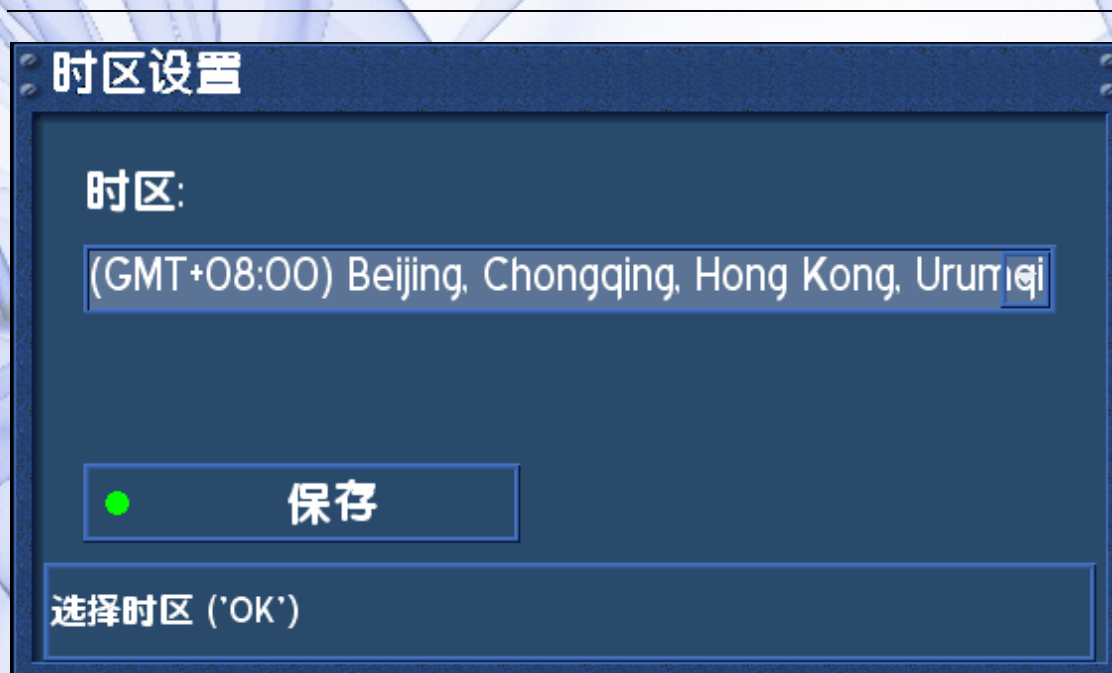 时区设置
时区:
(GMT+08:00) Beijing, Chongqing, Hong Kong, Urumqi
保存
选择时区 ('OK')